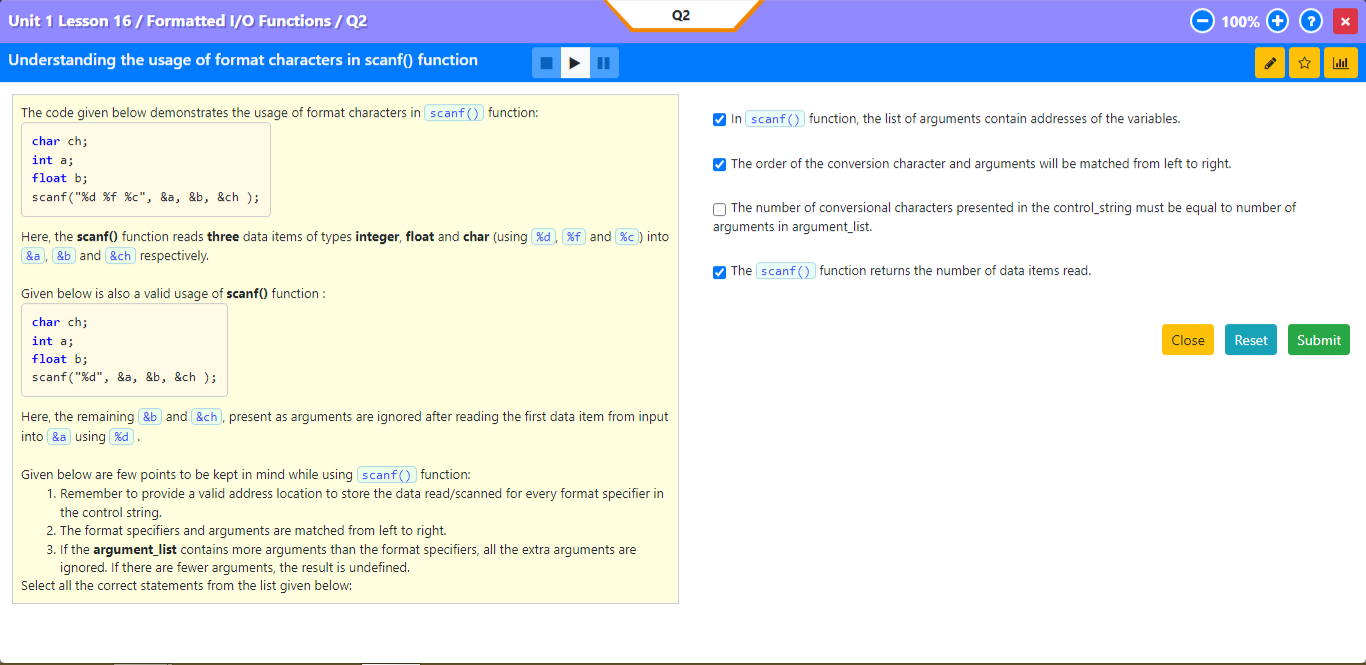 Unit 1 Lesson 16 / Formatted I/O Functions / Q2
Q2
100%
?
Understanding the usage of format characters in scanf() function
The code given below demonstrates the usage of format characters in scanf() function:
char ch;
int a;
float b;
scanf("%d %f %c", &a, &b, &ch );
Here, the scanf() function reads three data items of types integer, float and char (using %d, %f and %c) into
&a, &b and &ch respectively.
Given below is also a valid usage of scanf() function :
char ch;
int a;
float b;
scanf("%d", &a, &b, &ch );
Here, the remaining &b and &ch, present as arguments are ignored after reading the first data item from input
into &a using %d .
Given below are few points to be kept in mind while using scanf() function:
1. Remember to provide a valid address location to store the data read/scanned for every format specifier in
the control string.
2. The format specifiers and arguments are matched from left to right.
3. If the argument_list contains more arguments than the format specifiers, all the extra arguments are
ignored. If there are fewer arguments, the result is undefined.
Select all the correct statements from the list given below:
In scanf() function, the list of arguments contain addresses of the variables.
The order of the conversion character and arguments will be matched from left to right.
The number of conversional characters presented in the control_string must be equal to number of
arguments in argument_list.
The scanf() function returns the number of data items read.
Close
Reset
Submit